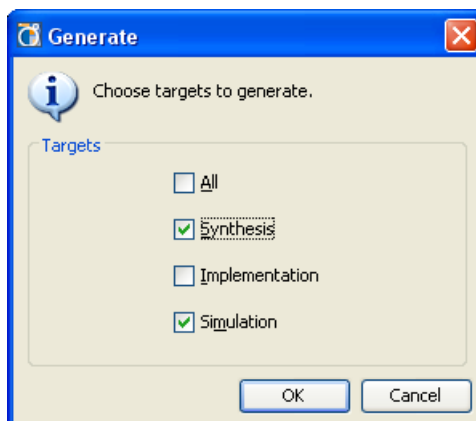 Generate
Choose targets to generate.
Targets
All
Synthesis
Implementation
Simulation
OK Cancel